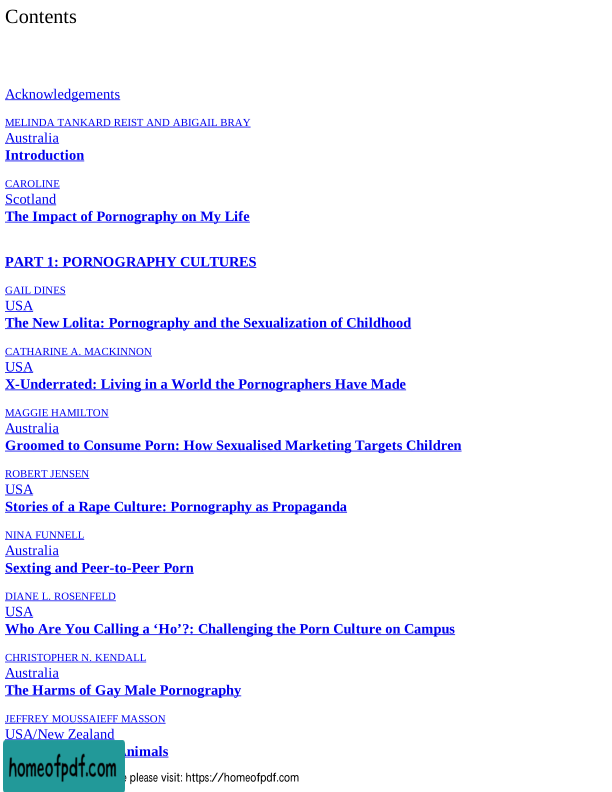 Contents
Acknowledgements
MELINDA TANKARD REIST AND ABIGAIL BRAY
Australia
Introduction
CAROLINE
Scotland
The Impact of Pornography on My Life
PART 1: PORNOGRAPHY CULTURES
GAIL DINES
USA
The New Lolita: Pornography and the Sexualization of Childhood
CATHARINE A. MACKINNON
USA
X-Underrated: Living in a World the Pornographers Have Made
MAGGIE HAMILTON
Australia
Groomed to Consume Porn: How Sexualised Marketing Targets Children
ROBERT JENSEN
USA
Stories of a Rape Culture: Pornography as Propaganda
NINA FUNNELL
Australia
Sexting and Peer-to-Peer Porn
DIANE L. ROSENFELD
USA
Who Are You Calling a ‘Ho’?: Challenging the Porn Culture on Campus
CHRISTOPHER N. KENDALL
Australia
The Harms of Gay Male Pornography
JEFFREY MOUSSAIEFF MASSON
USA/New Zealand
Animals
homeofpdf.com please visit: https://homeofpdf.com